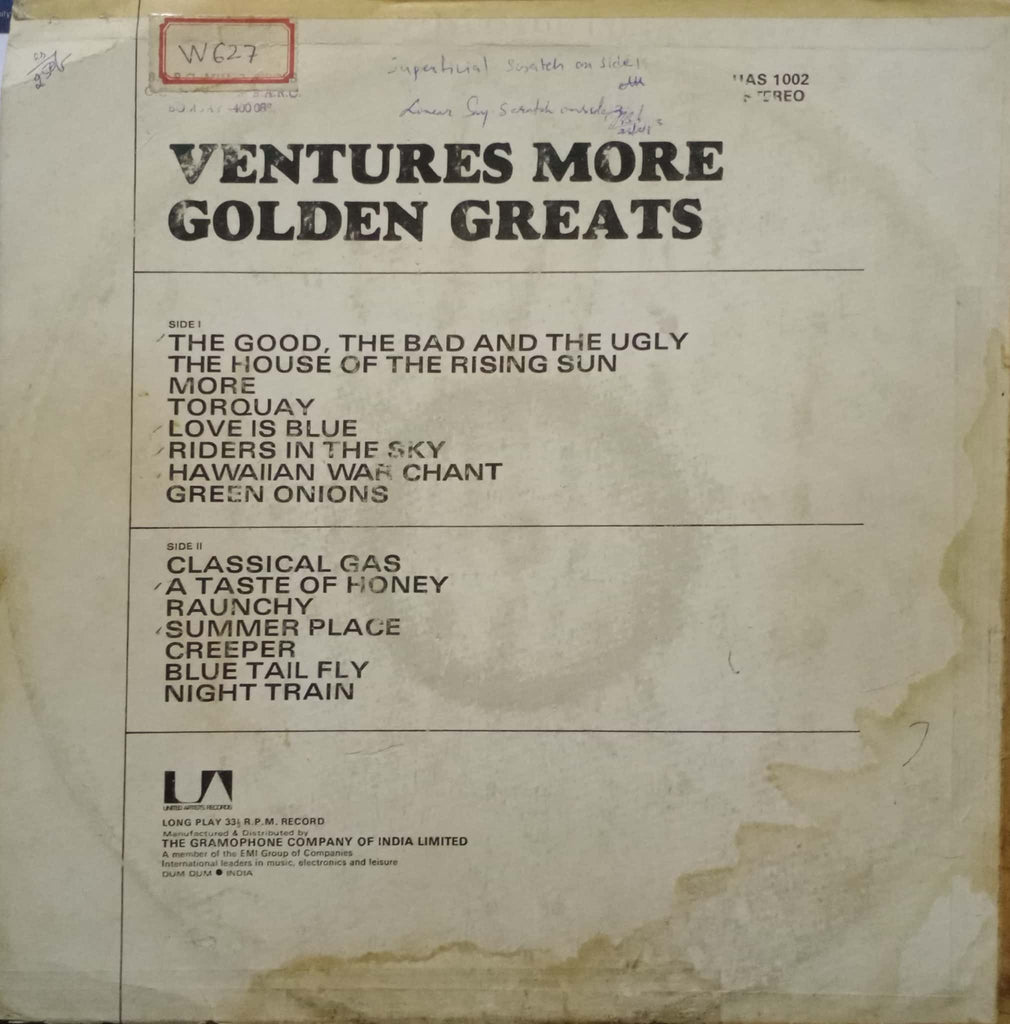 W627
Superficial Scratch on side 1
UAS 1002
STEREO
VENTURES MORE
GOLDEN GREATS
SIDE I
THE GOOD, THE BAD AND THE UGLY
THE HOUSE OF THE RISING SUN
MORE
TORQUAY
LOVE IS BLUE
RIDERS IN THE SKY
HAWAIIAN WAR CHANT
GREEN ONIONS
SIDE II
CLASSICAL GAS
A TASTE OF HONEY
RAUNCHY
SUMMER PLACE
CREEPER
BLUE TAIL FLY
NIGHT TRAIN
UA
UNITED ARTISTS RECORDS
LONG PLAY 33⅓ R.P.M. RECORD
Manufactured & Distributed by
THE GRAMOPHONE COMPANY OF INDIA LIMITED
A member of the EMI Group of Companies
International leaders in music, electronics and leisure
DUM DUM ● INDIA